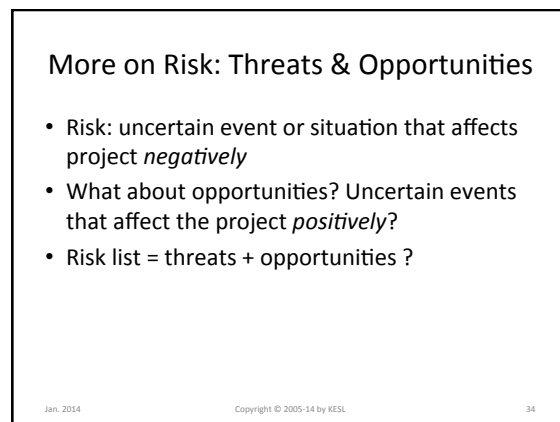 More on Risk: Threats & Opportunities
• Risk: uncertain event or situation that affects
project negatively
• What about opportunities? Uncertain events
that affect the project positively?
• Risk list = threats + opportunities ?
Jan. 2014
Copyright © 2005-14 by KESL
34